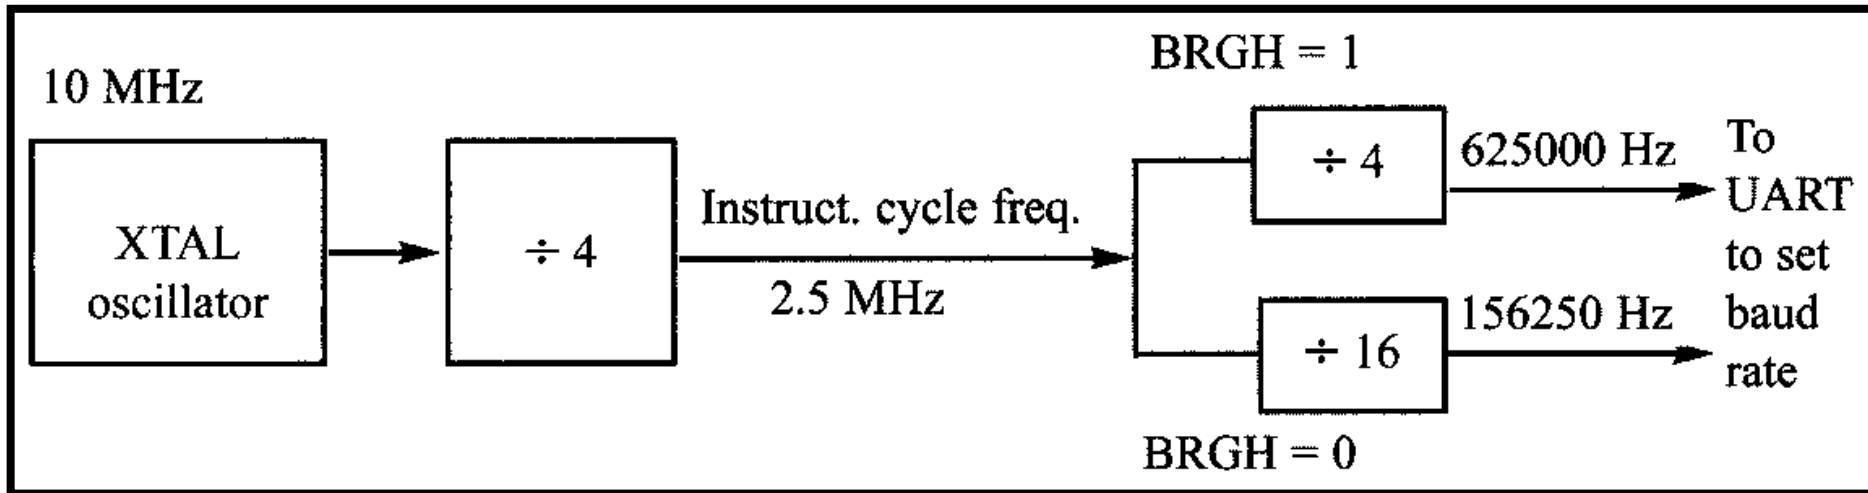 10 MHz
XTAL
oscillator
÷ 4
Instruct. cycle freq.
2.5 MHz
BRGH = 1
÷ 4
625000 Hz
÷ 16
156250 Hz
BRGH = 0
To
UART
to set
baud
rate